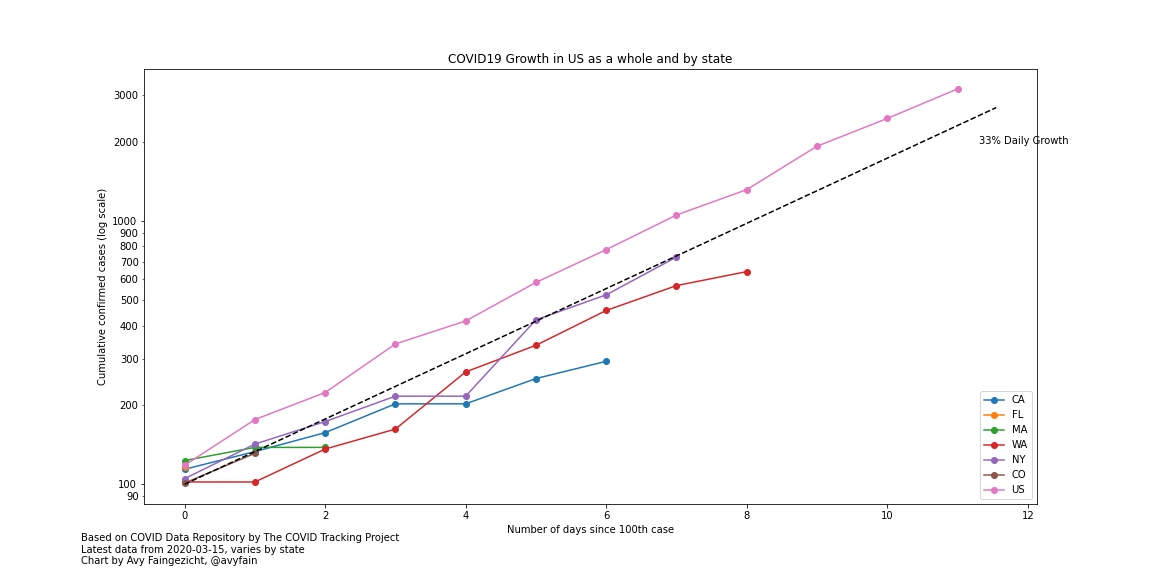 COVID19 Growth in US as a whole and by state
Cumulative confirmed cases (log scale)
3000
2000
1000
900
800
700
600
500
400
300
200
100
90
33% Daily Growth
CA
FL
MA
WA
NY
CO
US
0 2 4 6 8 10 12
Number of days since 100th case
Based on COVID Data Repository by The COVID Tracking Project
Latest data from 2020-03-15, varies by state
Chart by Avy Faingezicht, @avyfain